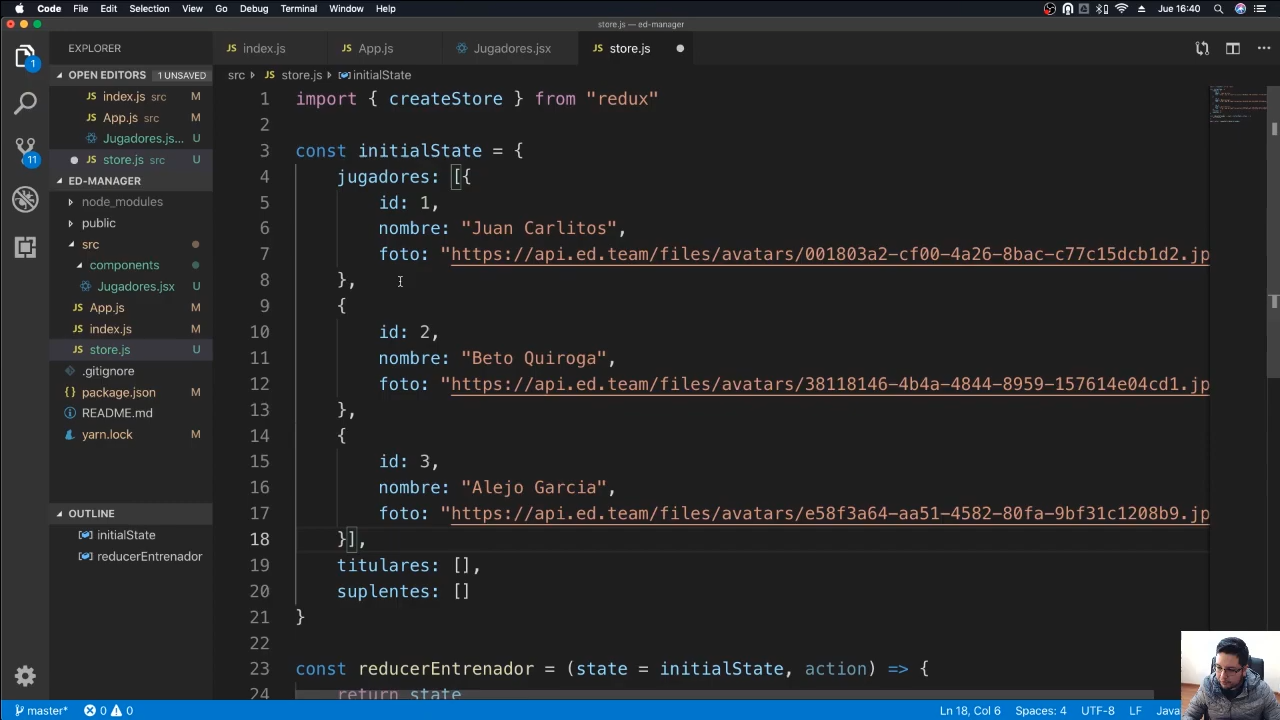 Code File Edit Selection View Go Debug Terminal Window Help Jue 16:40
store.js — ed-manager
EXPLORER
index.js App.js Jugadores.jsx store.js
OPEN EDITORS 1 UNSAVED
src store.js initialState
index.js src M
App.js src M
Jugadores.js... U
store.js src U
ED-MANAGER
node_modules
public
src
components
Jugadores.jsx U
App.js M
index.js M
store.js U
.gitignore
package.json M
README.md U
yarn.lock M
OUTLINE
initialState
reducerEntrenador
1 import { createStore } from "redux"
2
3 const initialState = {
4 jugadores: [{
5 id: 1,
6 nombre: "Juan Carlitos",
7 foto: "https://api.ed.team/files/avatars/001803a2-cf00-4a26-8bac-c77c15dcb1d2.jp
8 },
9 {
10 id: 2,
11 nombre: "Beto Quiroga",
12 foto: "https://api.ed.team/files/avatars/38118146-4b4a-4844-8959-157614e04cd1.jp
13 },
14 {
15 id: 3,
16 nombre: "Alejo Garcia",
17 foto: "https://api.ed.team/files/avatars/e58f3a64-aa51-4582-80fa-9bf31c1208b9.jp
18 }],
19 titulares: [],
20 suplentes: []
21 }
22
23 const reducerEntrenador = (state = initialState, action) => {
24 return state
1
11
master* 0 0 Ln 18, Col 6 Spaces: 4 UTF-8 LF Java